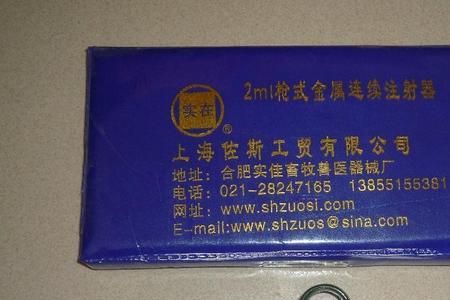 2ml枪式金属连续注射器
实在
®
上海佐斯工贸有限公司
地址：合肥实佳畜牧兽医器械厂
电话：021-28247165 13855155381
网址：www.shzuosi.com
E-mail:www.shzuos@sina.com